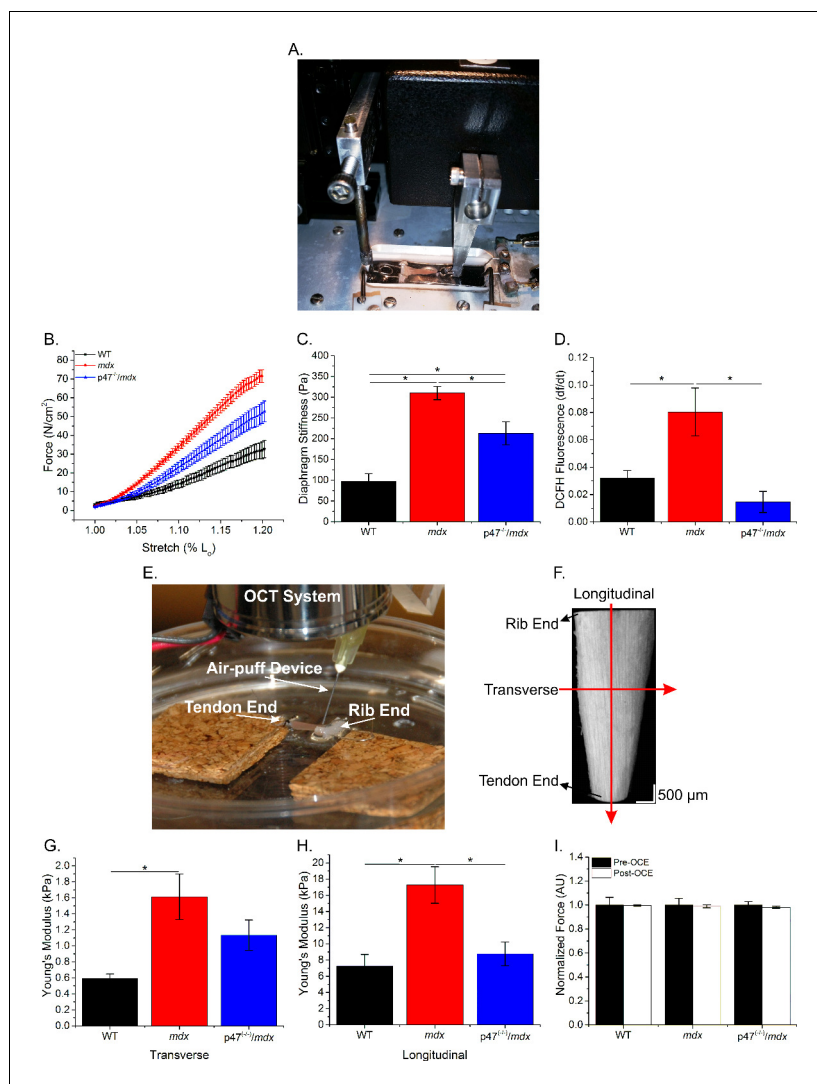 A.
B.
WT
mdx
p47-/-/mdx
80
70
60
50
40
30
20
10
0
Force (N/cm²)
1.00 1.05 1.10 1.15 1.20
Stretch (% Lo)
C.
400
350
300
250
200
150
100
50
0
Diaphragm Stiffness (Pa)
* * *
WT mdx p47-/-/mdx
D.
0.12
0.10
0.08
0.06
0.04
0.02
0.00
DCFH Fluorescence (df/dt)
* *
WT mdx p47-/-/mdx
E.
OCT System
Air-puff Device
Tendon End
Rib End
F.
Longitudinal
Rib End
Transverse
Tendon End
500 µm
G.
2.0
1.8
1.6
1.4
1.2
1.0
0.8
0.6
0.4
0.2
0.0
Young's Modulus (kPa)
*
WT mdx p47(-/-)/mdx
Transverse
H.
20
18
16
14
12
10
8
6
4
2
0
Young's Modulus (kPa)
* *
WT mdx p47(-/-)/mdx
Longitudinal
I.
Pre-OCE
Post-OCE
1.4
1.2
1.0
0.8
0.6
0.4
0.2
0.0
Normalized Force (AU)
WT mdx p47(-/-)/mdx